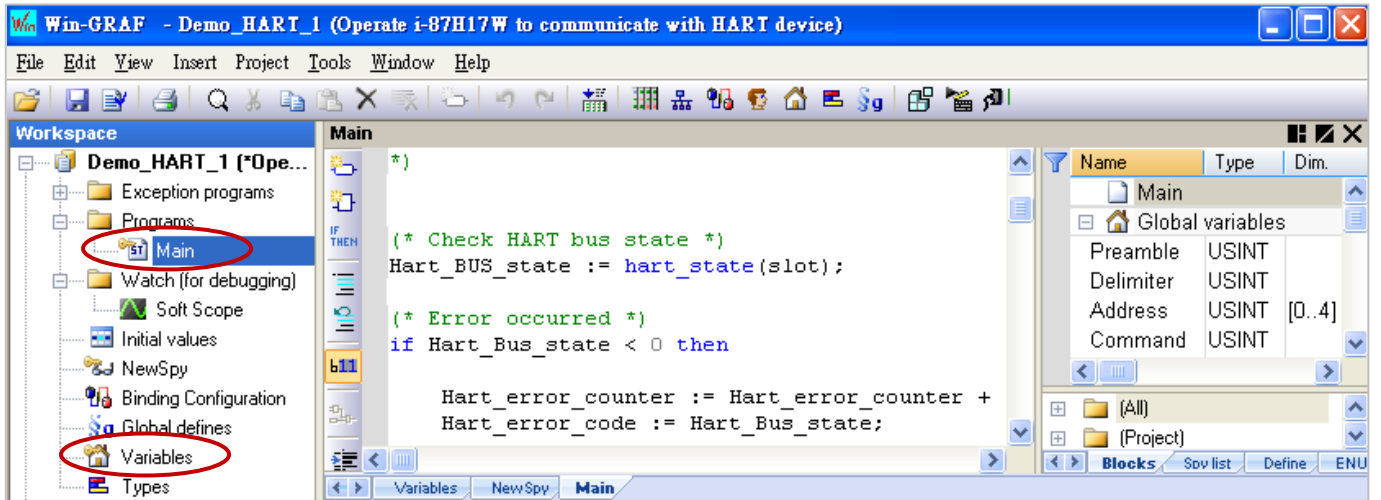 Win-GRAF - Demo_HART_1 (Operate i-87H17W to communicate with HART device)
File Edit View Insert Project Tools Window Help
Workspace
Demo_HART_1 (*Ope...
Exception programs
Programs
ST Main
Watch (for debugging)
Soft Scope
Initial values
NewSpy
Binding Configuration
Global defines
Variables
Types
Main
IF
THEN
*)
(* Check HART bus state *)
Hart_BUS_state := hart_state(slot);
(* Error occurred *)
if Hart_Bus_state < 0 then
Hart_error_counter := Hart_error_counter +
Hart_error_code := Hart_Bus_state;
Variables NewSpy Main
Name Type Dim.
Main
Global variables
Preamble USINT
Delimiter USINT
Address USINT [0..4]
Command USINT
(All)
(Project)
Blocks Spy list Define ENU